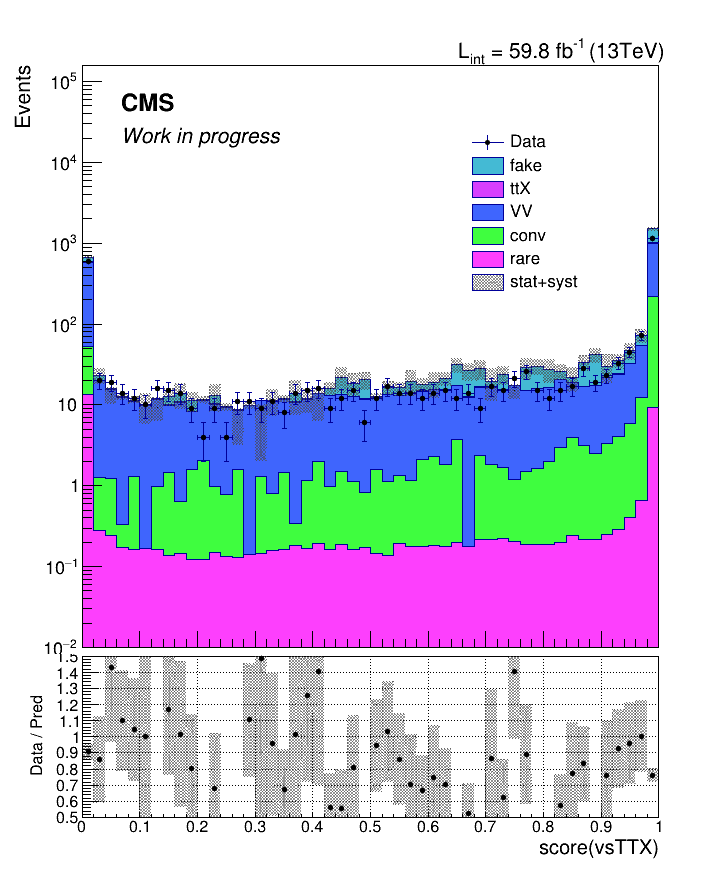 L_int = 59.8 fb^-1 (13TeV)
Events
CMS
Work in progress
Data
fake
ttX
VV
conv
rare
stat+syst
10^5
10^4
10^3
10^2
10
1
10^-1
10^-2
Data / Pred
1.5
1.4
1.3
1.2
1.1
1
0.9
0.8
0.7
0.6
0.5
0 0.1 0.2 0.3 0.4 0.5 0.6 0.7 0.8 0.9 1
score(vsTTX)